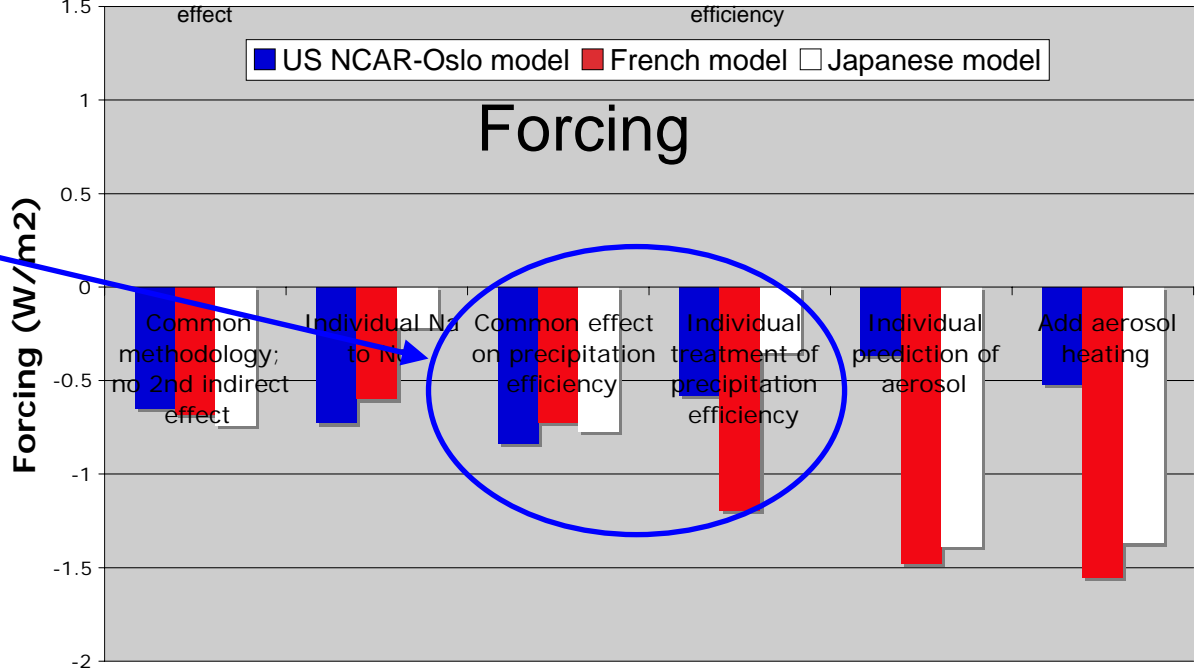 1.5
effect
efficiency
US NCAR-Oslo model French model Japanese model
1
Forcing
0.5
Forcing (W/m2)
0
Common methodology; no 2nd indirect effect
Individual Na to
Common effect on precipitation efficiency
Individual treatment of precipitation efficiency
Individual prediction of aerosol
Add aerosol heating
-0.5
-1
-1.5
-2